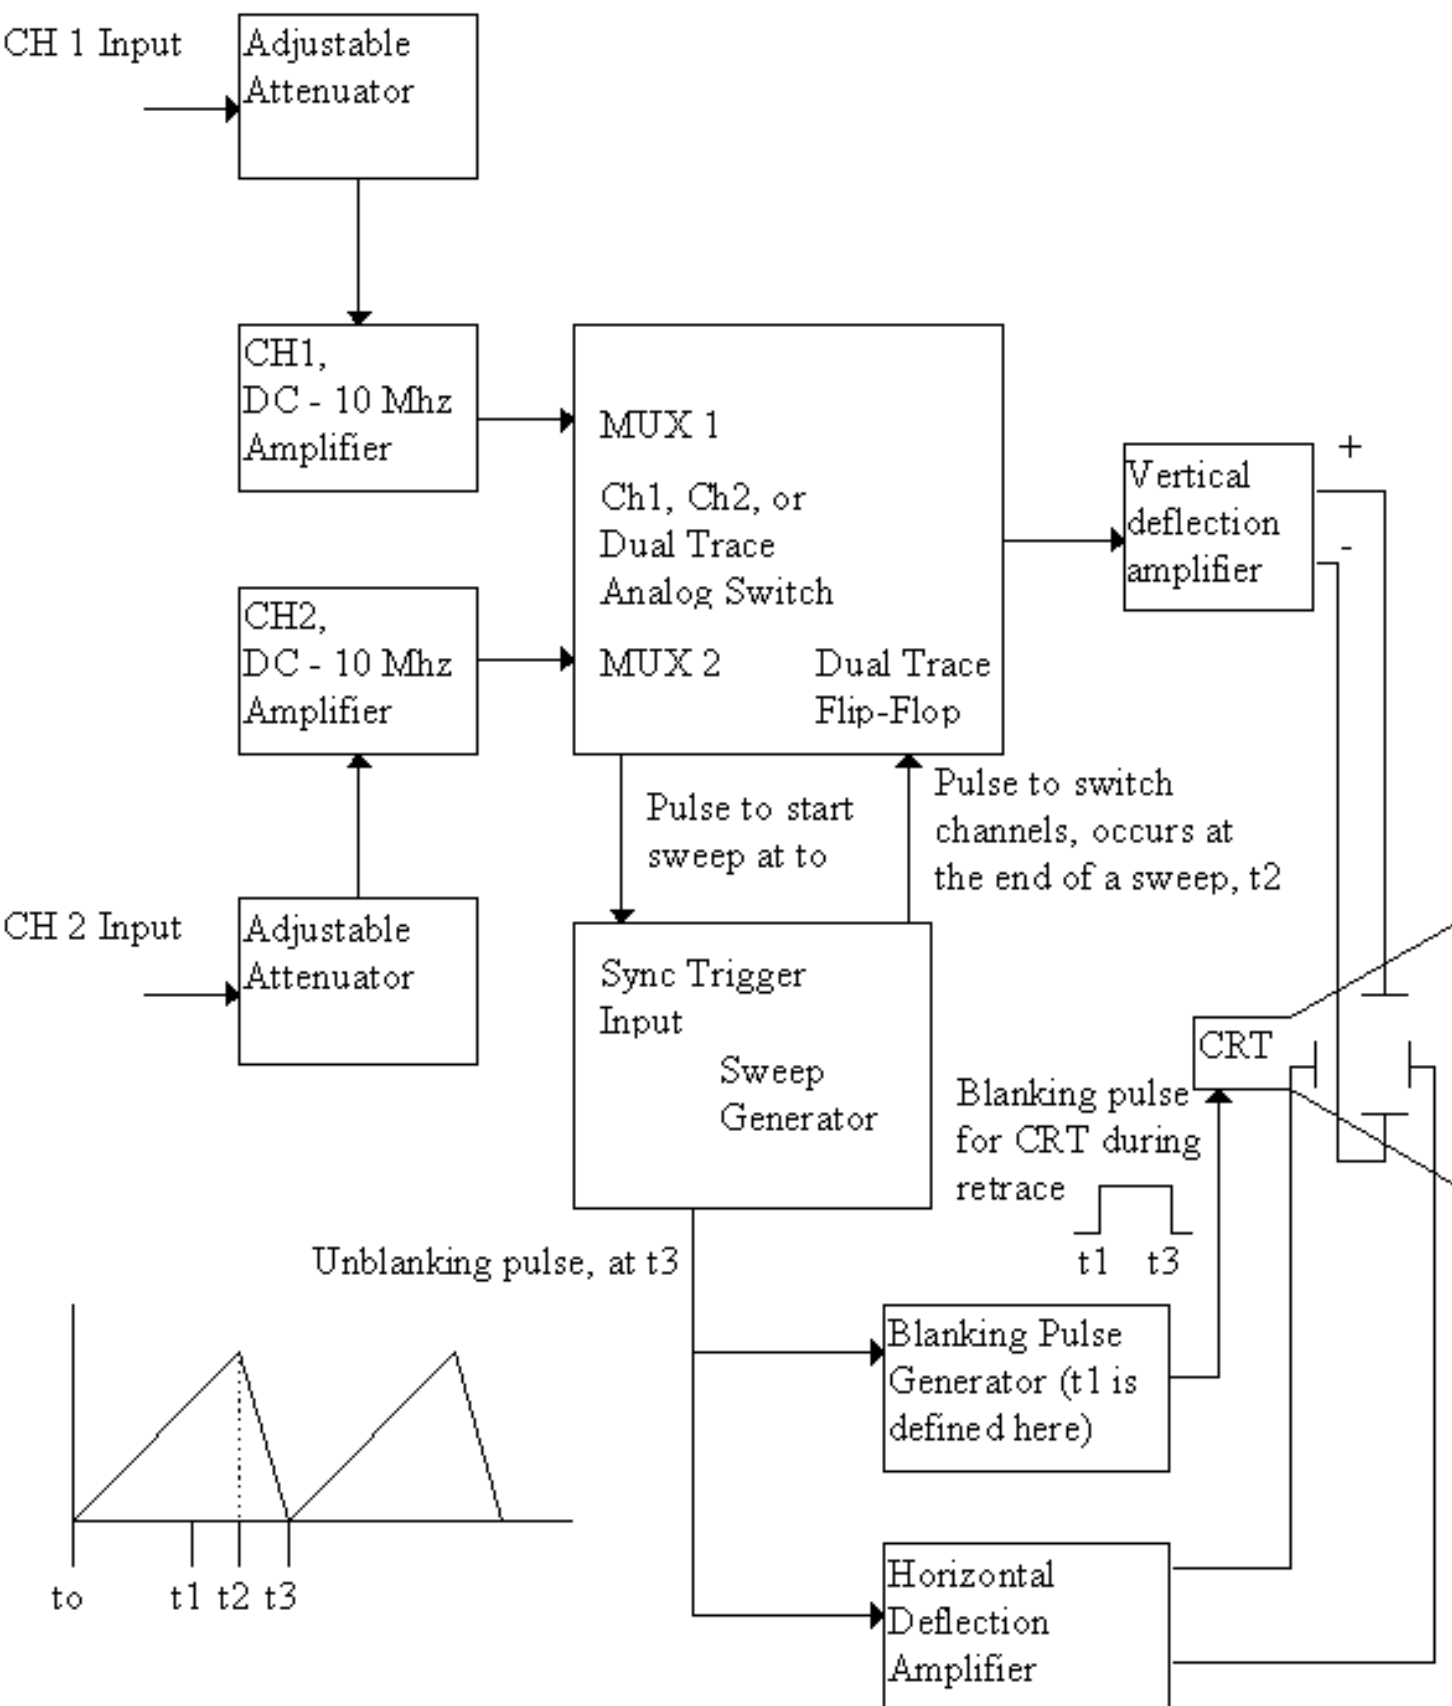 CH 1 Input
Adjustable
Attenuator
CH1,
DC - 10 Mhz
Amplifier
MUX 1
Ch1, Ch2, or
Dual Trace
Analog Switch
MUX 2
Dual Trace
Flip-Flop
+
Vertical
deflection
amplifier
-
CH2,
DC - 10 Mhz
Amplifier
Pulse to start
sweep at to
Pulse to switch
channels, occurs at
the end of a sweep, t2
CH 2 Input
Adjustable
Attenuator
Sync Trigger
Input
Sweep
Generator
CRT
Blanking pulse
for CRT during
retrace
t1 t3
Unblanking pulse, at t3
Blanking Pulse
Generator (t1 is
defined here)
to t1 t2 t3
Horizontal
Deflection
Amplifier